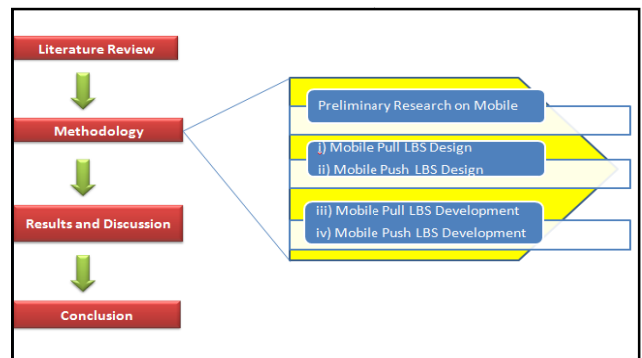 Literature Review
Methodology
Results and Discussion
Conclusion
Preliminary Research on Mobile
i) Mobile Pull LBS Design
ii) Mobile Push LBS Design
iii) Mobile Pull LBS Development
iv) Mobile Push LBS Development